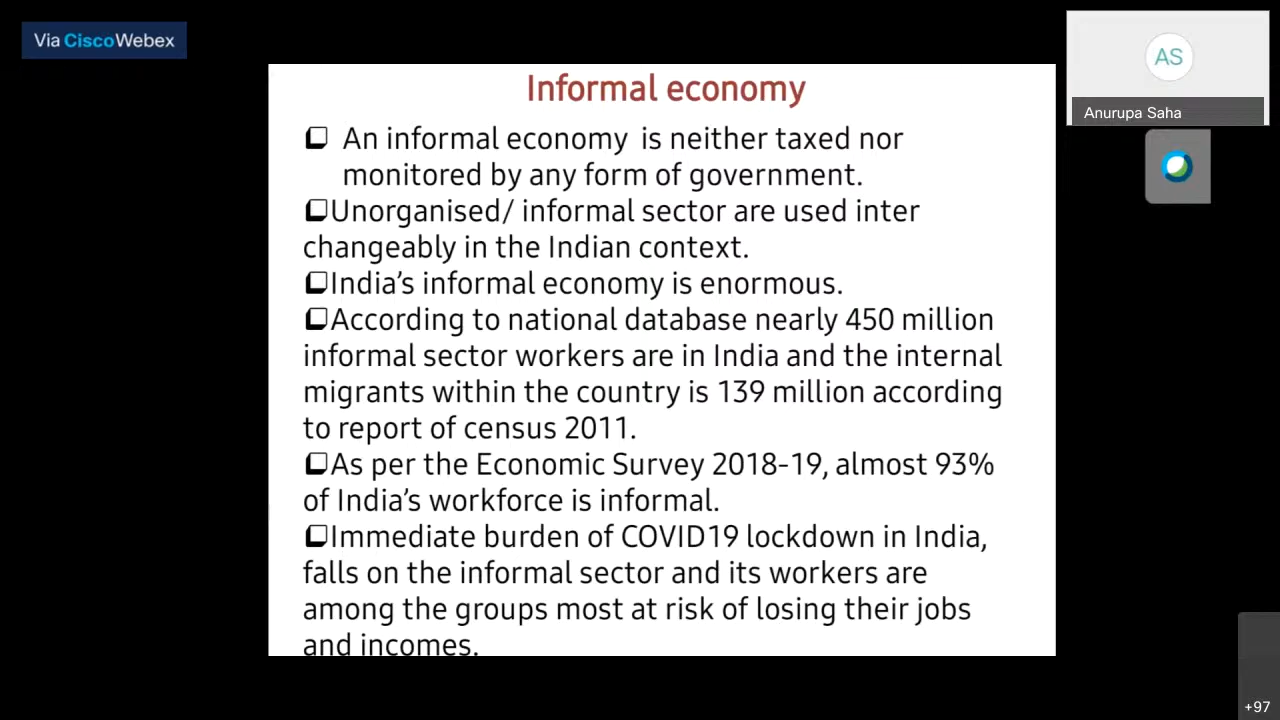 Via CiscoWebex
AS
Anurupa Saha
Informal economy
❑ An informal economy is neither taxed nor
monitored by any form of government.
❑Unorganised/ informal sector are used inter
changeably in the Indian context.
❑India’s informal economy is enormous.
❑According to national database nearly 450 million
informal sector workers are in India and the internal
migrants within the country is 139 million according
to report of census 2011.
❑As per the Economic Survey 2018-19, almost 93%
of India’s workforce is informal.
❑Immediate burden of COVID19 lockdown in India,
falls on the informal sector and its workers are
among the groups most at risk of losing their jobs
and incomes.
+97